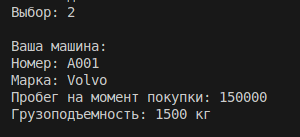 Выбор: 2
Ваша машина:
Номер: A001
Марка: Volvo
Пробег на момент покупки: 150000
Грузоподъемность: 1500 кг